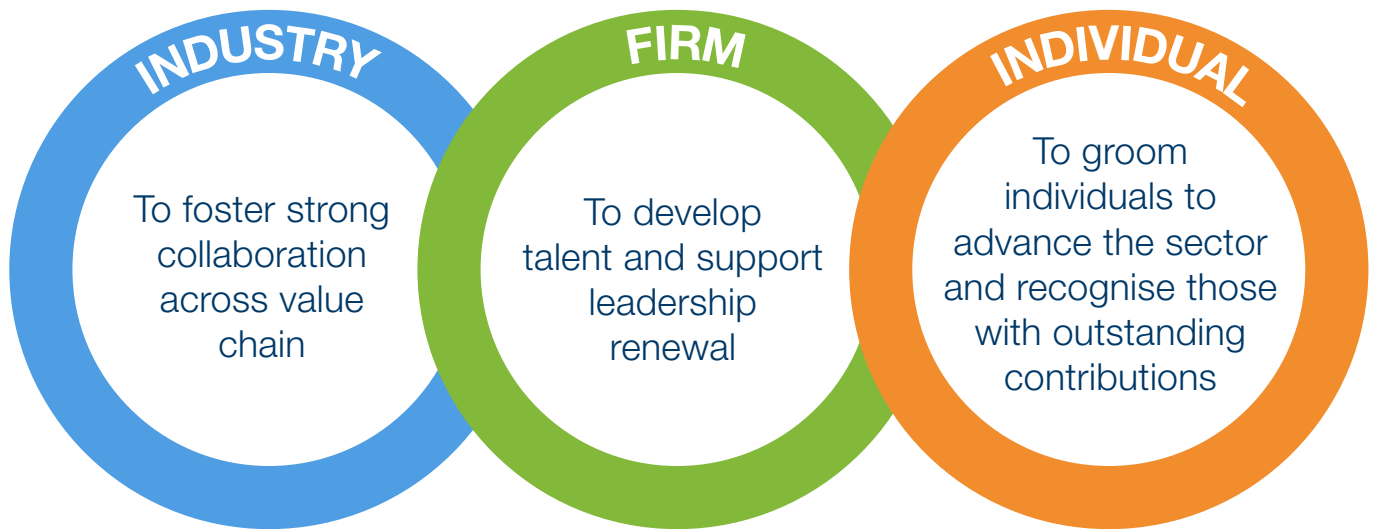 INDUSTRY
To foster strong
collaboration
across value
chain
FIRM
To develop
talent and support
leadership
renewal
INDIVIDUAL
To groom
individuals to
advance the sector
and recognise those
with outstanding
contributions